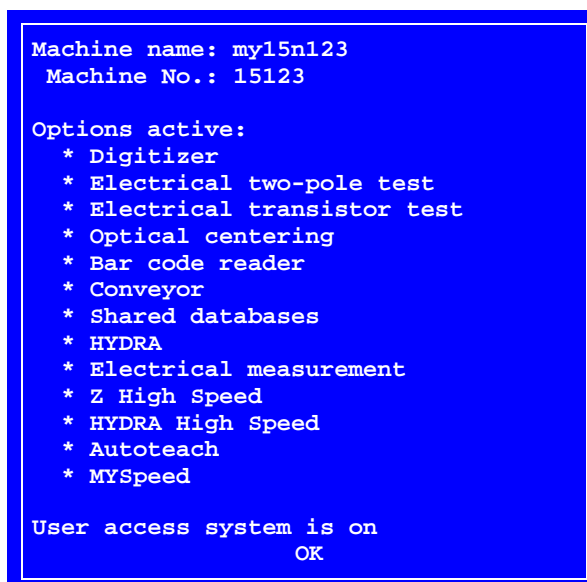 Machine name: my15n123
Machine No.: 15123
Options active:
* Digitizer
* Electrical two-pole test
* Electrical transistor test
* Optical centering
* Bar code reader
* Conveyor
* Shared databases
* HYDRA
* Electrical measurement
* Z High Speed
* HYDRA High Speed
* Autoteach
* MYSpeed
User access system is on
OK